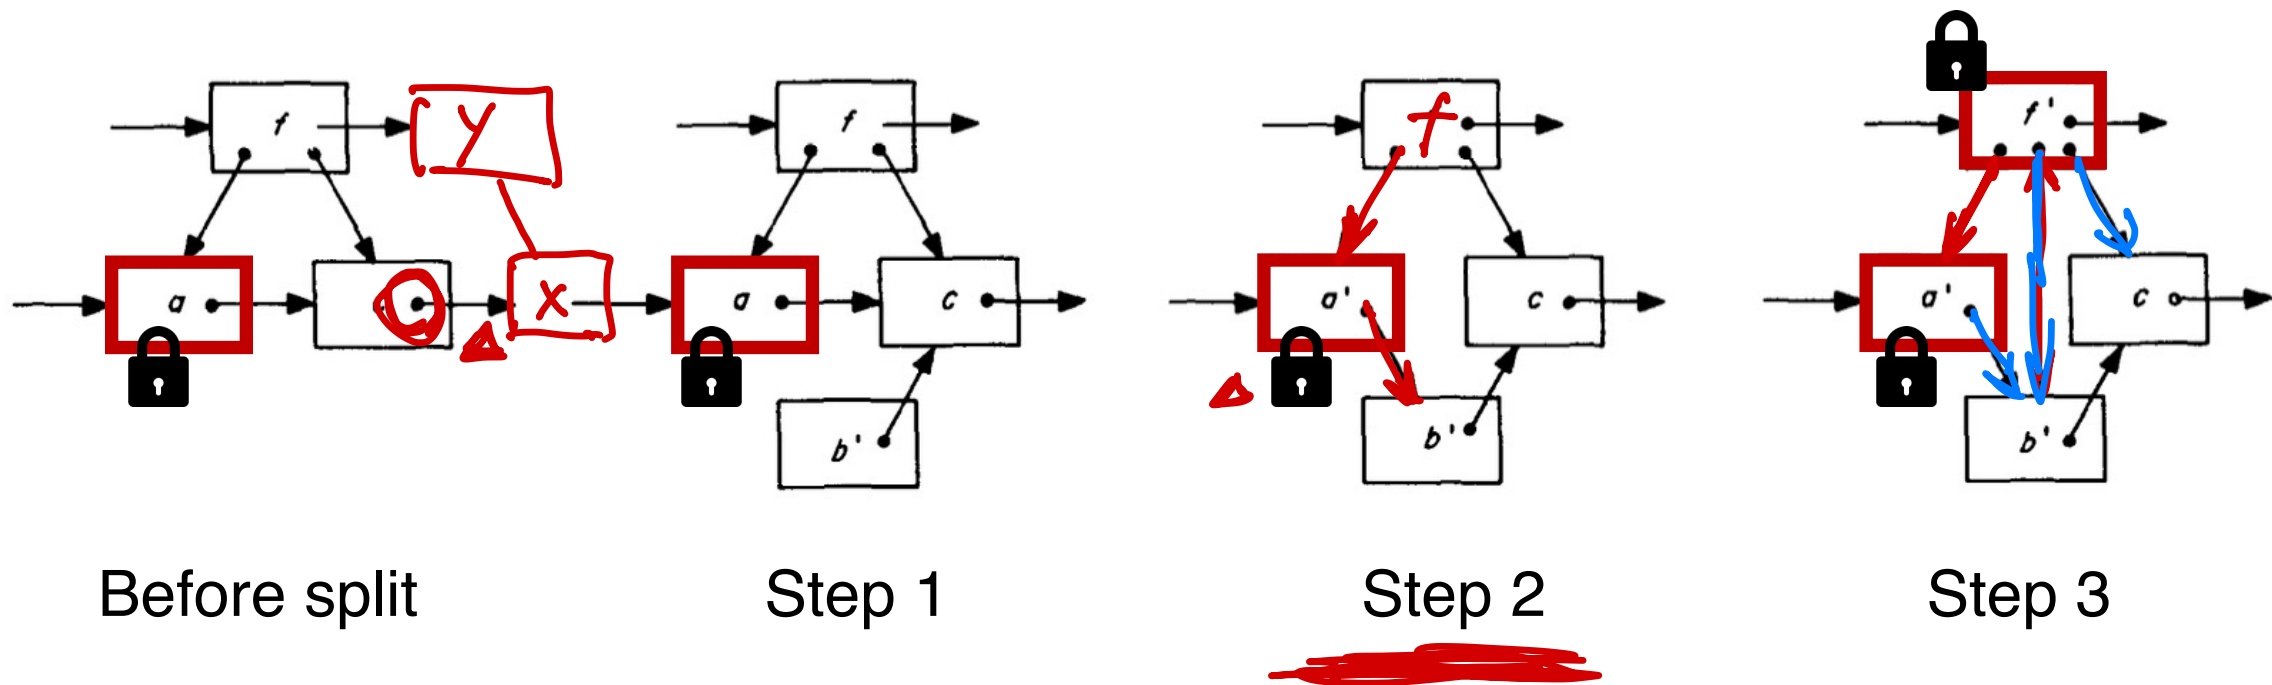 f y
a c x
Before split
f
a c
b'
Step 1
f
a' c
b'
Step 2
f'
a' c
b'
Step 3